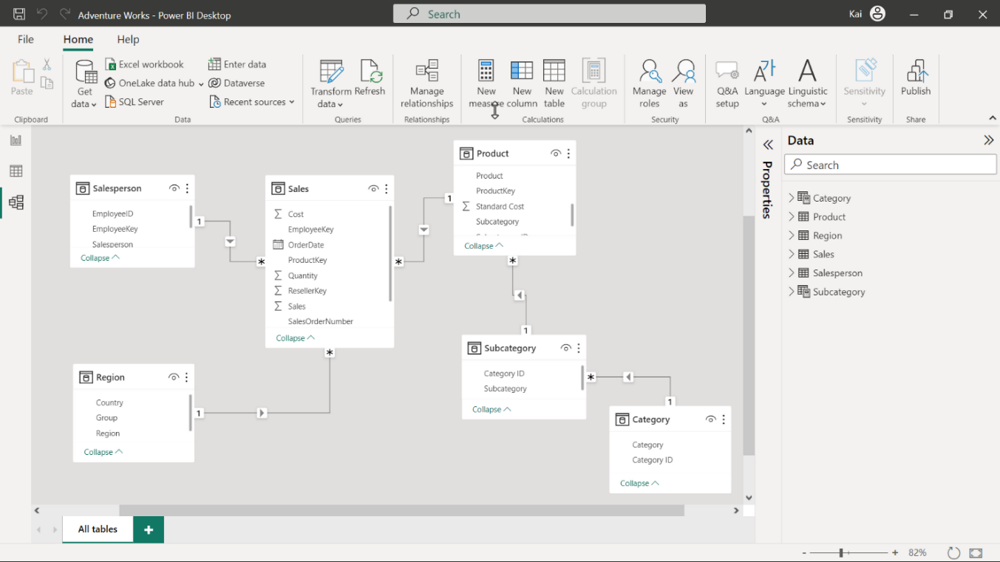 Adventure Works - Power BI Desktop
Search
Kai
File
Home
Help
Paste
Clipboard
Get data
Excel workbook
OneLake data hub
SQL Server
Enter data
Dataverse
Recent sources
Data
Transform data
Refresh
Queries
Manage relationships
Relationships
New measure
New column
New table
Calculation group
Calculations
Manage roles
View as
Security
Q&A setup
Language
Linguistic schema
Q&A
Sensitivity
Sensitivity
Publish
Share
Salesperson
EmployeeID
EmployeeKey
Salesperson
Collapse
1
*
Sales
Σ Cost
EmployeeKey
OrderDate
ProductKey
Σ Quantity
Σ ResellerKey
Σ Sales
SalesOrderNumber
Collapse
*
*
1
Product
Product
ProductKey
Σ Standard Cost
Subcategory
Collapse
*
1
Subcategory
Category ID
Subcategory
Collapse
*
1
Category
Category
Category ID
Collapse
Region
Country
Group
Region
Collapse
1
Properties
Data
Search
Category
Product
Region
Sales
Salesperson
Subcategory
All tables
+
- + 82%